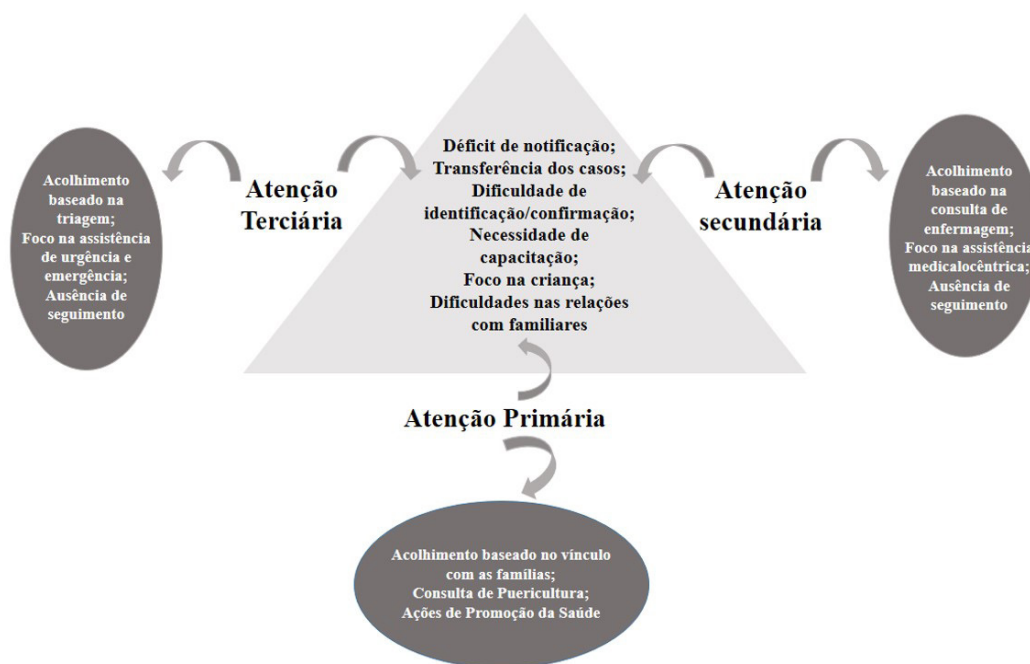 Déficit de notificação;
Transferência dos casos;
Dificuldade de
identificação/confirmação;
Necessidade de
capacitação;
Foco na criança;
Dificuldades nas relações
com familiares
Atenção
Terciária
Acolhimento
baseado na
triagem;
Foco na assistência
de urgência e
emergência;
Ausência de
seguimento
Atenção
secundária
Acolhimento
baseado na
consulta de
enfermagem;
Foco na assistência
medicalocêntrica;
Ausência de
seguimento
Atenção Primária
Acolhimento baseado no vínculo
com as famílias;
Consulta de Puericultura;
Ações de Promoção da Saúde